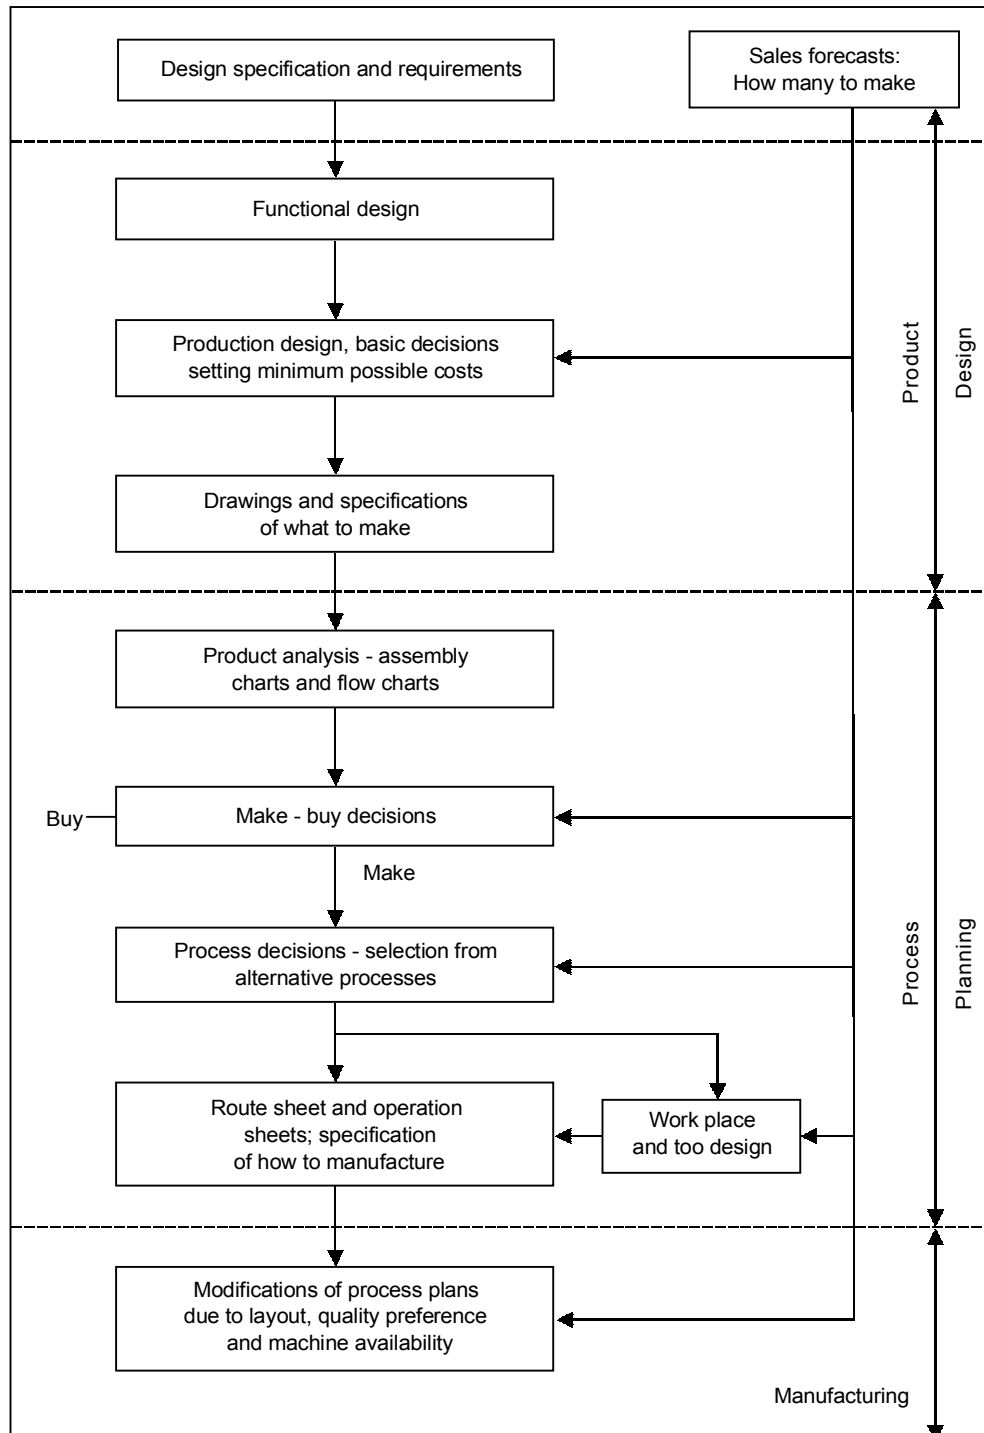 Design specification and requirements
Sales forecasts:
How many to make
Functional design
Production design, basic decisions
setting minimum possible costs
Product
Design
Drawings and specifications
of what to make
Product analysis - assembly
charts and flow charts
Buy
Make - buy decisions
Make
Process decisions - selection from
alternative processes
Process
Planning
Route sheet and operation
sheets; specification
of how to manufacture
Work place
and too design
Modifications of process plans
due to layout, quality preference
and machine availability
Manufacturing